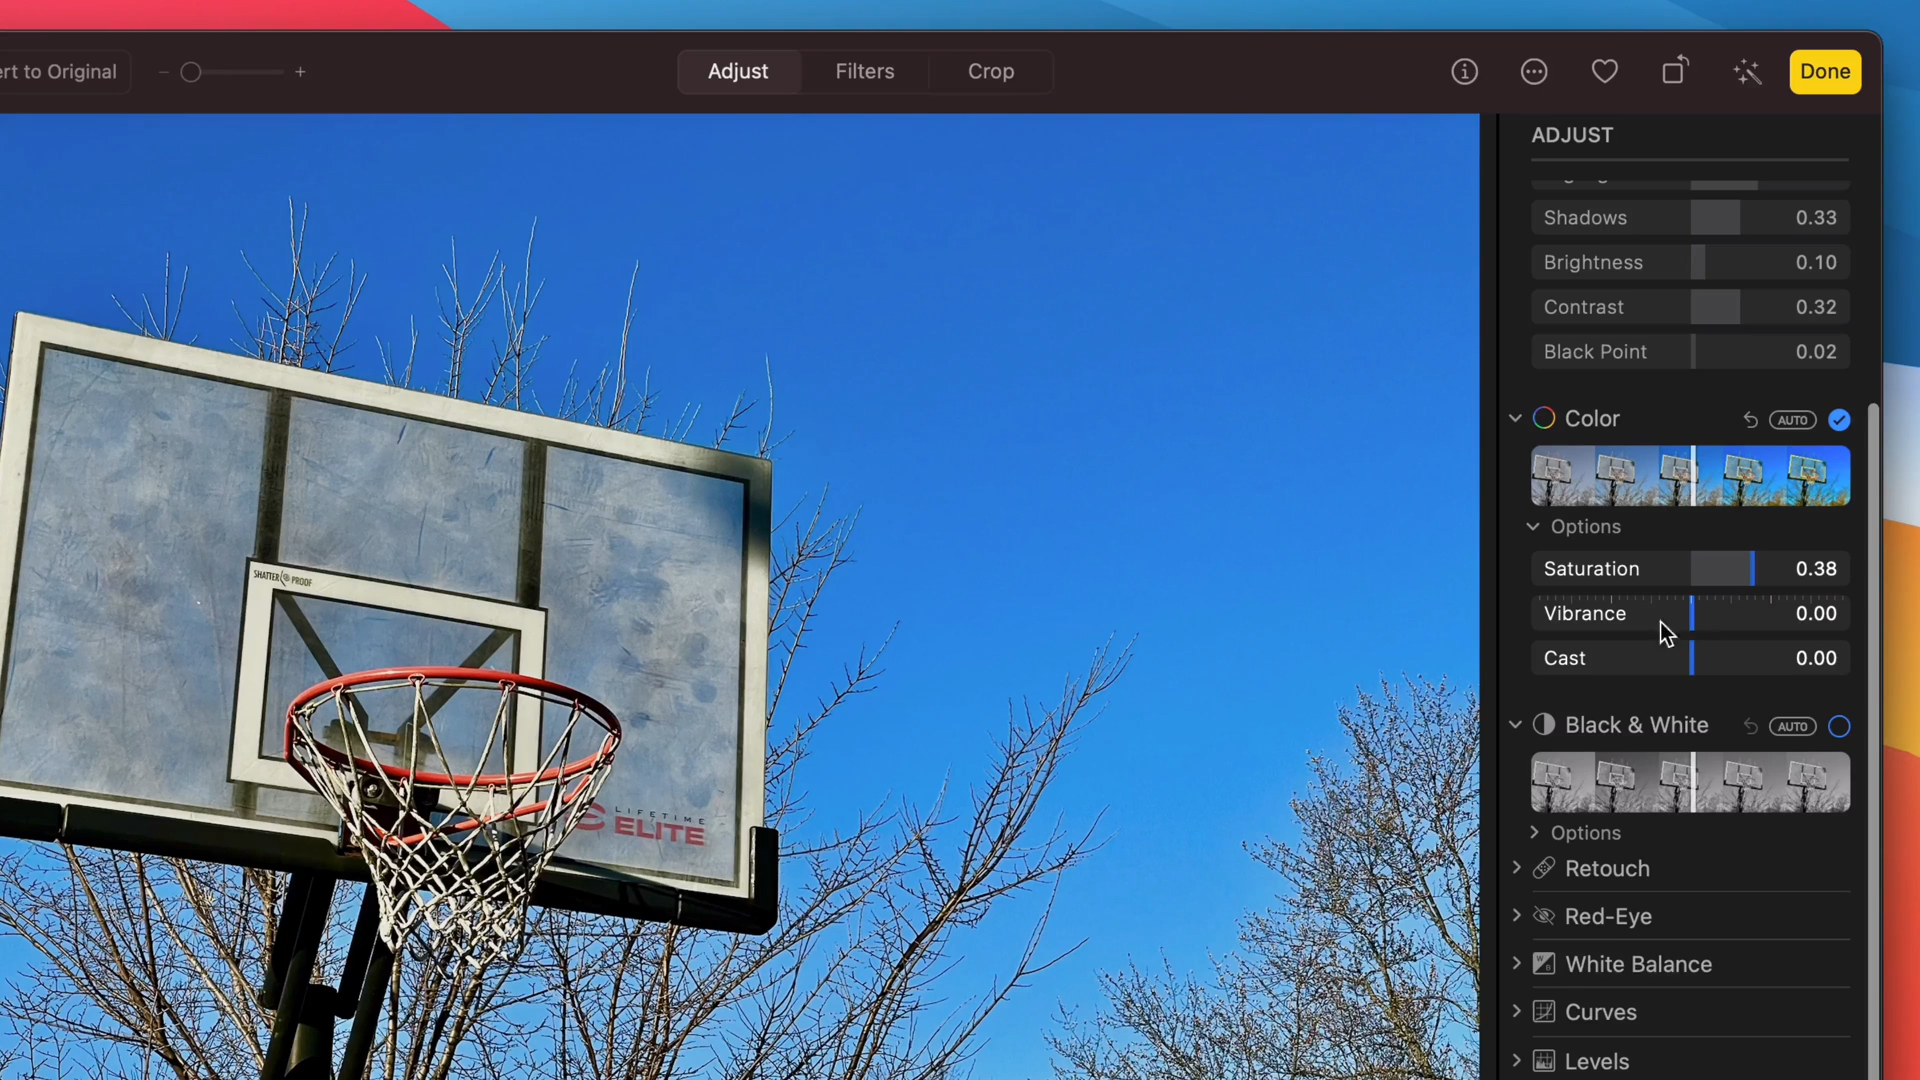 ert to Original
Adjust
Filters
Crop
Done
ADJUST
Shadows 0.33
Brightness 0.10
Contrast 0.32
Black Point 0.02
Color AUTO
Options
Saturation 0.38
Vibrance 0.00
Cast 0.00
Black & White AUTO
Options
Retouch
Red-Eye
White Balance
Curves
Levels
SHATTER PROOF
LIFETIME
ELITE